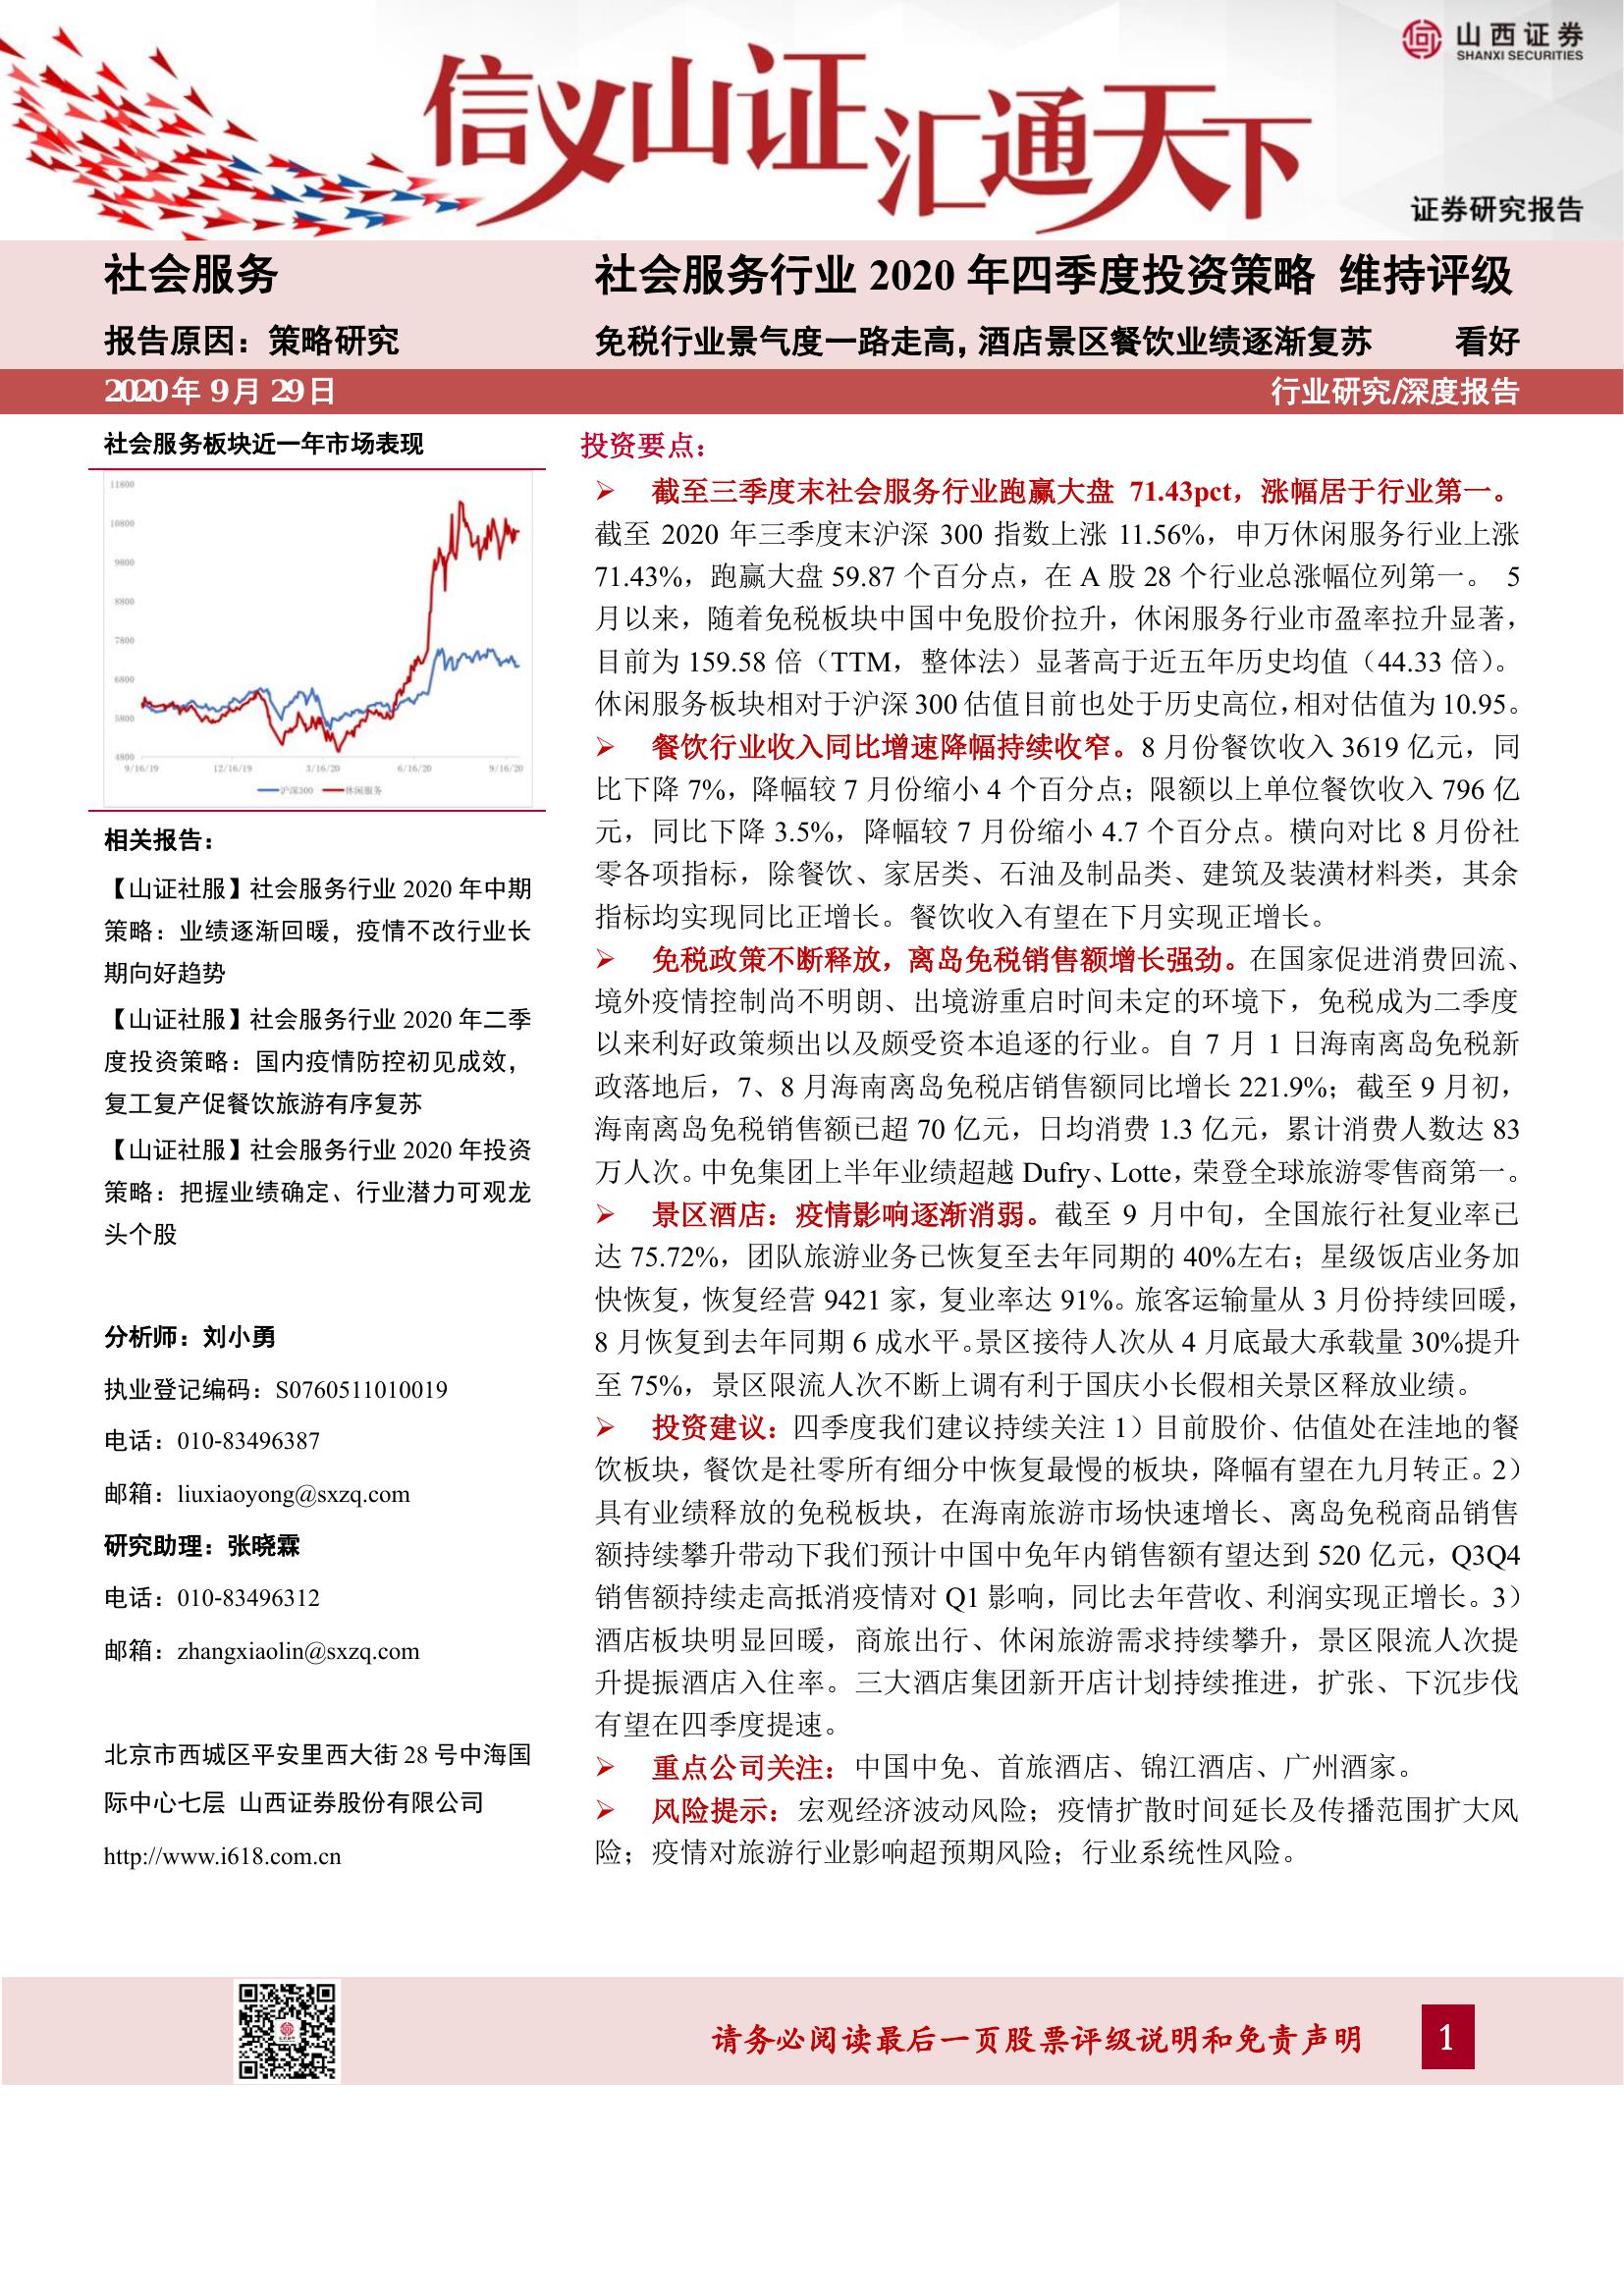 信义山证汇通天下
山西证券
SHANXI SECURITIES
证券研究报告
社会服务
报告原因：策略研究
社会服务行业 2020 年四季度投资策略 维持评级
免税行业景气度一路走高，酒店景区餐饮业绩逐渐复苏 看好
2020 年 9 月 29 日
行业研究/深度报告
社会服务板块近一年市场表现
11800
10800
9800
8800
7800
6800
5800
4800
9/16/19 12/16/19 3/16/20 6/16/20 9/16/20
沪深300 休闲服务
相关报告：
【山证社服】社会服务行业 2020 年中期
策略：业绩逐渐回暖，疫情不改行业长
期向好趋势
【山证社服】社会服务行业 2020 年二季
度投资策略：国内疫情防控初见成效，
复工复产促餐饮旅游有序复苏
【山证社服】社会服务行业 2020 年投资
策略：把握业绩确定、行业潜力可观龙
头个股
分析师：刘小勇
执业登记编码：S0760511010019
电话：010-83496387
邮箱：liuxiaoyong@sxzq.com
研究助理：张晓霖
电话：010-83496312
邮箱：zhangxiaolin@sxzq.com
北京市西城区平安里西大街 28 号中海国
际中心七层 山西证券股份有限公司
http://www.i618.com.cn
投资要点：
➢ 截至三季度末社会服务行业跑赢大盘 71.43pct，涨幅居于行业第一。
截至 2020 年三季度末沪深 300 指数上涨 11.56%，申万休闲服务行业上涨
71.43%，跑赢大盘 59.87 个百分点，在 A 股 28 个行业总涨幅位列第一。 5
月以来，随着免税板块中国中免股价拉升，休闲服务行业市盈率拉升显著，
目前为 159.58 倍（TTM，整体法）显著高于近五年历史均值（44.33 倍）。
休闲服务板块相对于沪深 300 估值目前也处于历史高位，相对估值为 10.95。
➢ 餐饮行业收入同比增速降幅持续收窄。8 月份餐饮收入 3619 亿元，同
比下降 7%，降幅较 7 月份缩小 4 个百分点；限额以上单位餐饮收入 796 亿
元，同比下降 3.5%，降幅较 7 月份缩小 4.7 个百分点。横向对比 8 月份社
零各项指标，除餐饮、家居类、石油及制品类、建筑及装潢材料类，其余
指标均实现同比正增长。餐饮收入有望在下月实现正增长。
➢ 免税政策不断释放，离岛免税销售额增长强劲。在国家促进消费回流、
境外疫情控制尚不明朗、出境游重启时间未定的环境下，免税成为二季度
以来利好政策频出以及颇受资本追逐的行业。自 7 月 1 日海南离岛免税新
政落地后，7、8 月海南离岛免税店销售额同比增长 221.9%；截至 9 月初，
海南离岛免税销售额已超 70 亿元，日均消费 1.3 亿元，累计消费人数达 83
万人次。中免集团上半年业绩超越 Dufry、Lotte，荣登全球旅游零售商第一。
➢ 景区酒店：疫情影响逐渐消弱。截至 9 月中旬，全国旅行社复业率已
达 75.72%，团队旅游业务已恢复至去年同期的 40%左右；星级饭店业务加
快恢复，恢复经营 9421 家，复业率达 91%。旅客运输量从 3 月份持续回暖，
8 月恢复到去年同期 6 成水平。景区接待人次从 4 月底最大承载量 30%提升
至 75%，景区限流人次不断上调有利于国庆小长假相关景区释放业绩。
➢ 投资建议：四季度我们建议持续关注 1）目前股价、估值处在洼地的餐
饮板块，餐饮是社零所有细分中恢复最慢的板块，降幅有望在九月转正。2）
具有业绩释放的免税板块，在海南旅游市场快速增长、离岛免税商品销售
额持续攀升带动下我们预计中国中免年内销售额有望达到 520 亿元，Q3Q4
销售额持续走高抵消疫情对 Q1 影响，同比去年营收、利润实现正增长。3）
酒店板块明显回暖，商旅出行、休闲旅游需求持续攀升，景区限流人次提
升提振酒店入住率。三大酒店集团新开店计划持续推进，扩张、下沉步伐
有望在四季度提速。
➢ 重点公司关注：中国中免、首旅酒店、锦江酒店、广州酒家。
➢ 风险提示：宏观经济波动风险；疫情扩散时间延长及传播范围扩大风
险；疫情对旅游行业影响超预期风险；行业系统性风险。
请务必阅读最后一页股票评级说明和免责声明
1